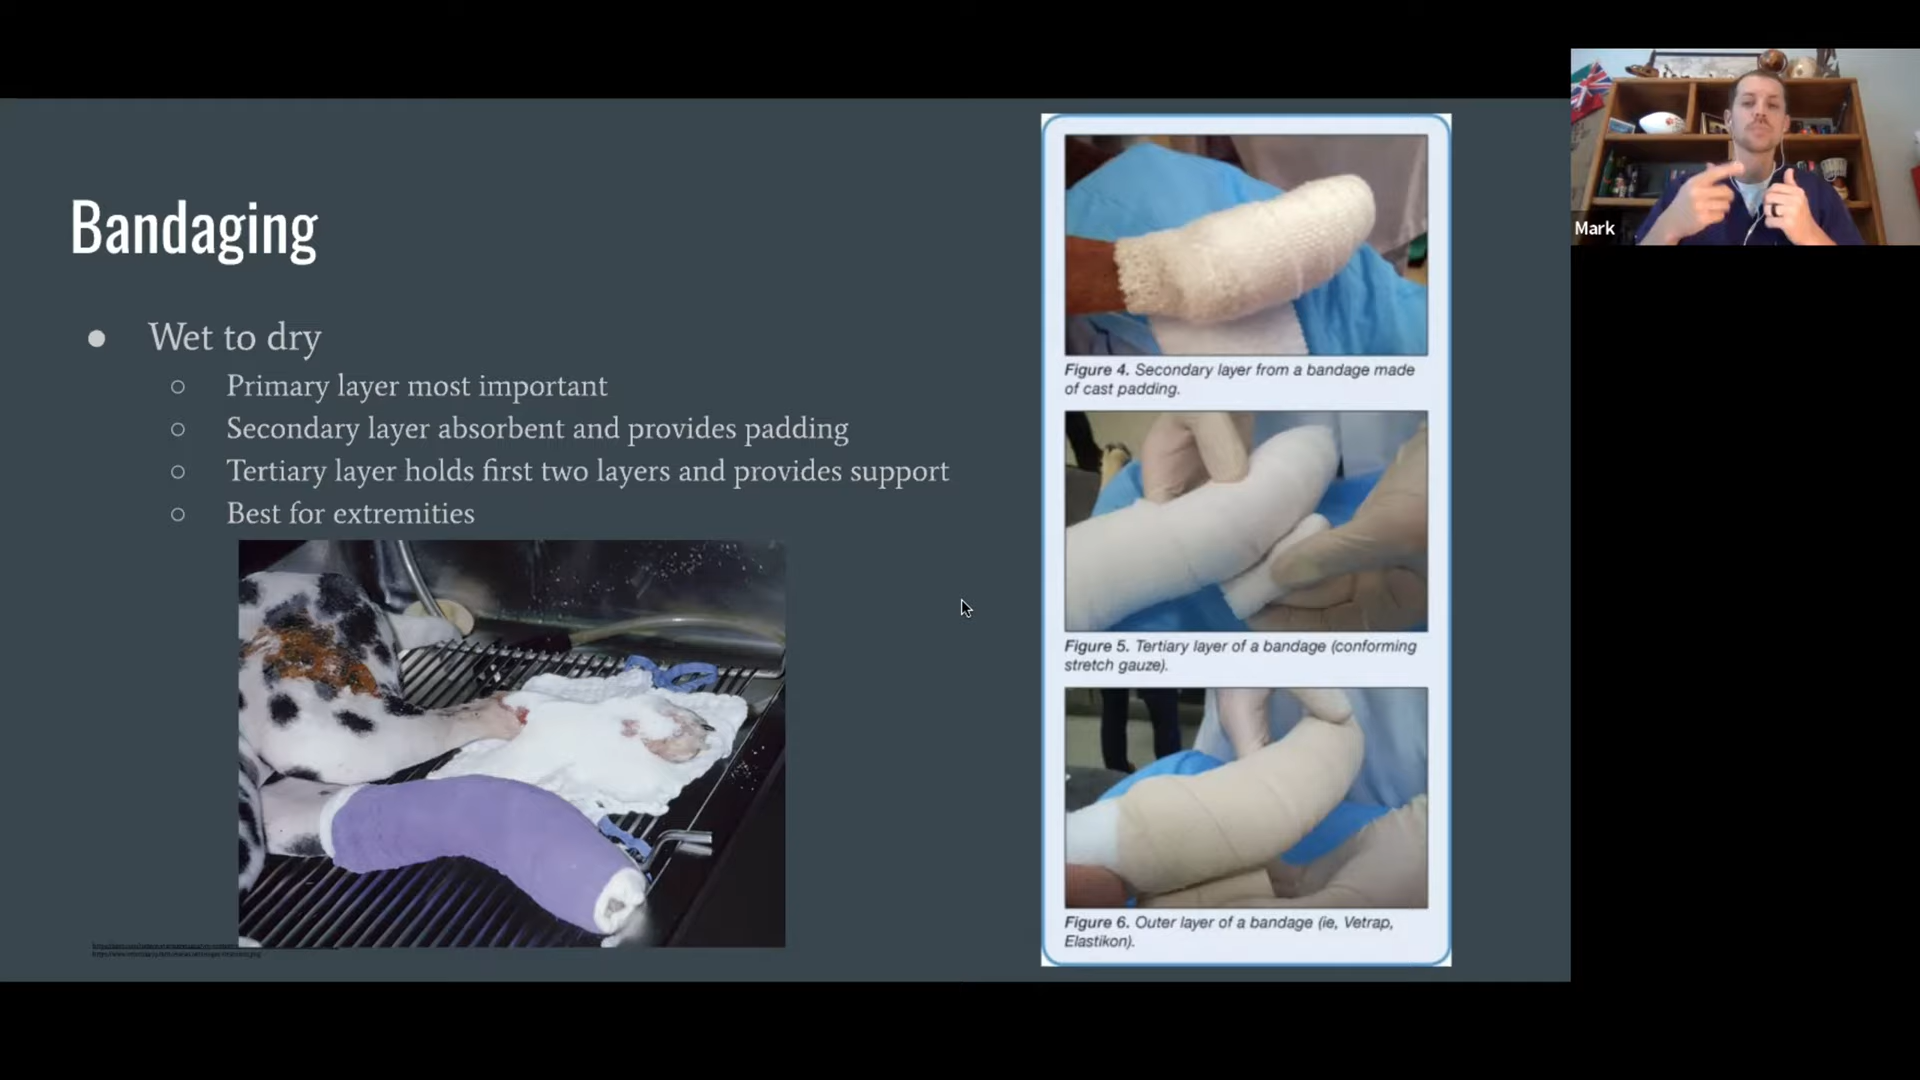 Bandaging
Wet to dry
Primary layer most important
Secondary layer absorbent and provides padding
Tertiary layer holds first two layers and provides support
Best for extremities
Figure 4. Secondary layer from a bandage made
of cast padding.
Figure 5. Tertiary layer of a bandage (conforming
stretch gauze).
Figure 6. Outer layer of a bandage (ie, Vetrap,
Elastikon).
Mark